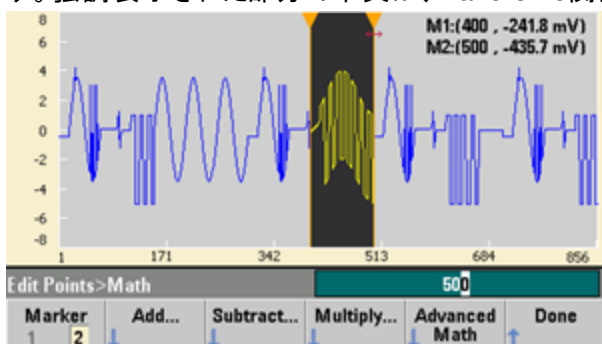 8
M1:(400 , -241.8 mV)
6
M2:(500 , -435.7 mV)
4
2
0
-2
-4
-6
-8
1 171 342 513 684 856
Edit Points>Math 500
Marker Add... Subtract... Multiply... Advanced Done
1 2 Math